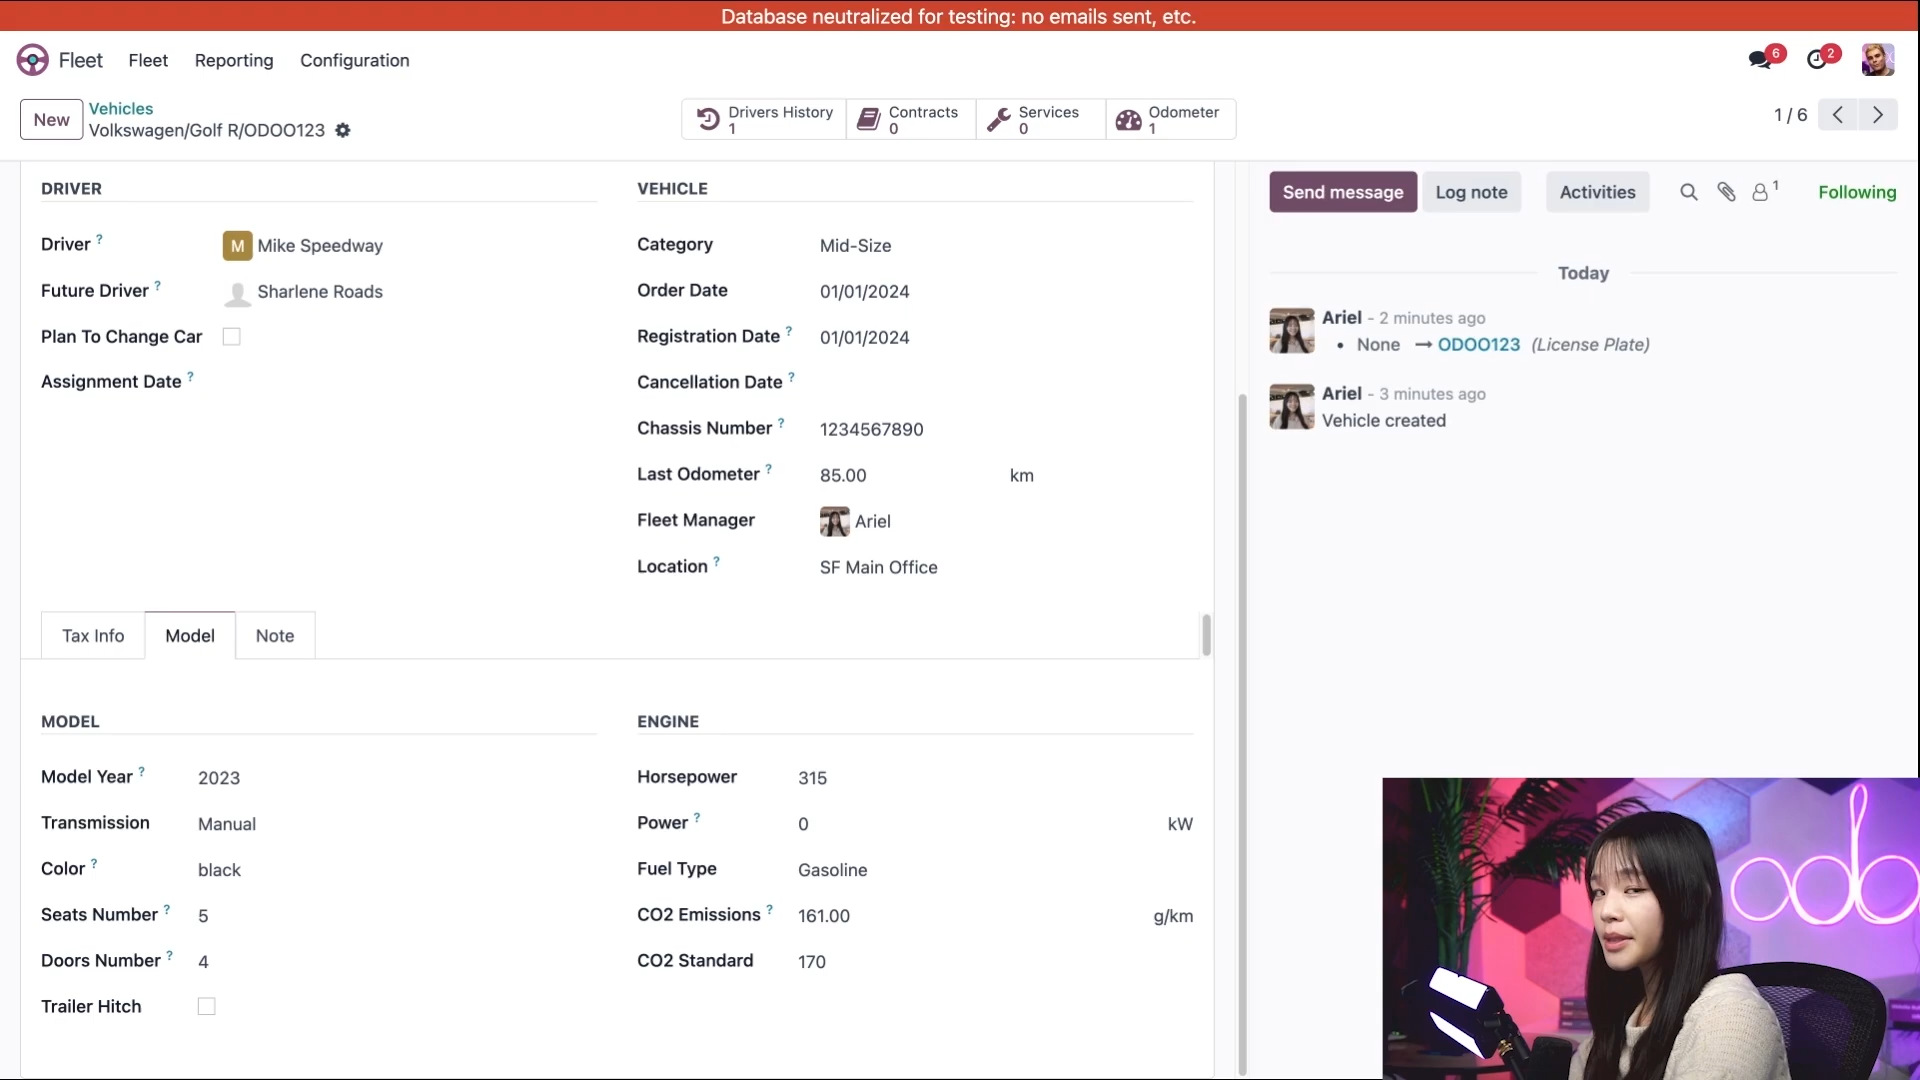 Database neutralized for testing: no emails sent, etc.
Fleet Fleet Reporting Configuration 6 2
New Vehicles
Volkswagen/Golf R/ODOO123
Drivers History 1 Contracts 0 Services 0 Odometer 1
1 / 6
Send message Log note Activities 1 Following
DRIVER
Driver ? M Mike Speedway
Future Driver ? Sharlene Roads
Plan To Change Car
Assignment Date ?
VEHICLE
Category Mid-Size
Order Date 01/01/2024
Registration Date ? 01/01/2024
Cancellation Date ?
Chassis Number ? 1234567890
Last Odometer ? 85.00 km
Fleet Manager Ariel
Location ? SF Main Office
Tax Info Model Note
MODEL
Model Year ? 2023
Transmission Manual
Color ? black
Seats Number ? 5
Doors Number ? 4
Trailer Hitch
ENGINE
Horsepower 315
Power ? 0 kW
Fuel Type Gasoline
CO2 Emissions ? 161.00 g/km
CO2 Standard 170
Today
Ariel - 2 minutes ago
• None → ODOO123 (License Plate)
Ariel - 3 minutes ago
Vehicle created
odo